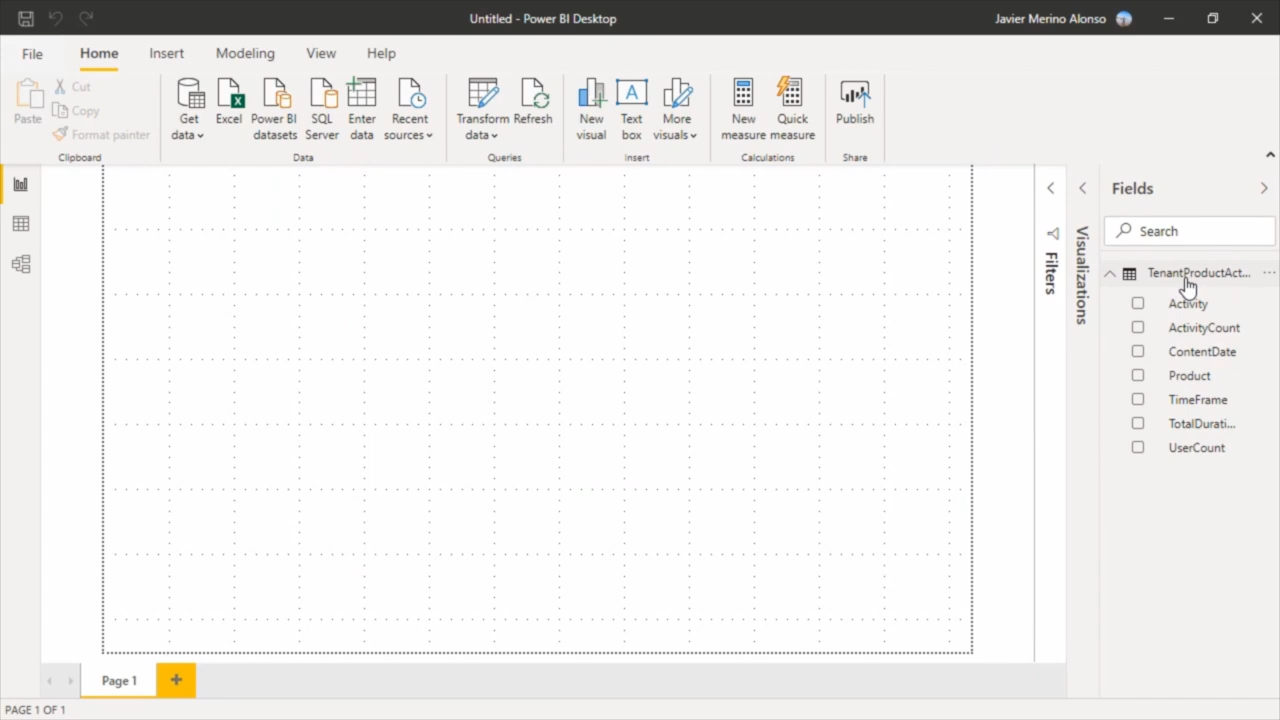 Untitled - Power BI Desktop
Javier Merino Alonso
File Home Insert Modeling View Help
Paste
Cut
Copy
Format painter
Clipboard
Get data
Excel
Power BI datasets
SQL Server
Enter data
Recent sources
Data
Transform data
Refresh
Queries
New visual
Text box
A
More visuals
Insert
New measure
Quick measure
Calculations
Publish
Share
Filters
Visualizations
Fields
Search
TenantProductAct...
Activity
ActivityCount
ContentDate
Product
TimeFrame
TotalDurati...
UserCount
Page 1
PAGE 1 OF 1